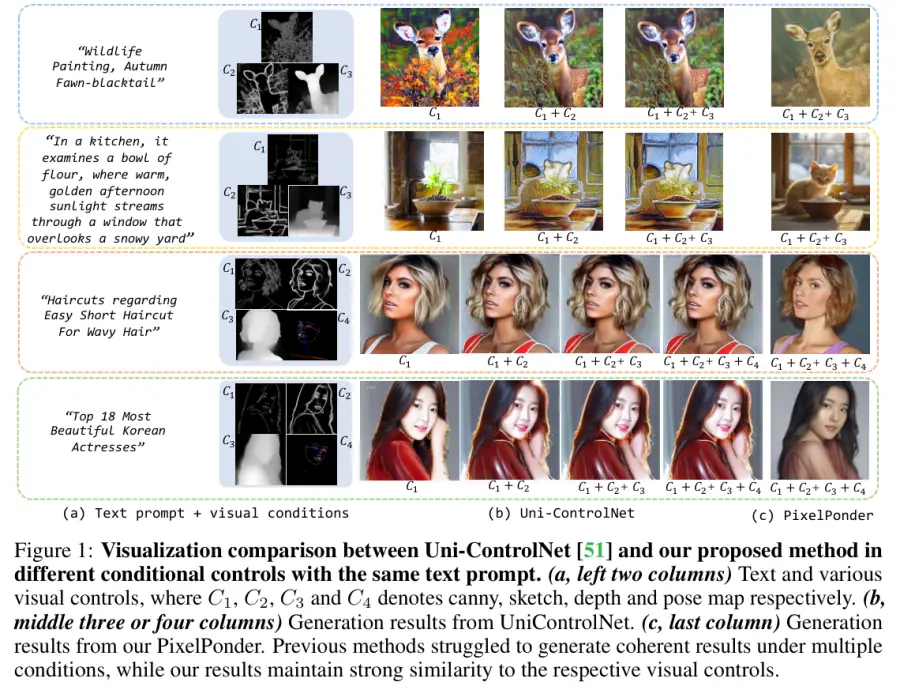 “Wildlife
Painting, Autumn
Fawn-blacktail”
C₁
C₂
C₃
C₁
C₁ + C₂
C₁ + C₂+ C₃
C₁ + C₂+ C₃
“In a kitchen, it
examines a bowl of
flour, where warm,
golden afternoon
sunlight streams
through a window that
overlooks a snowy yard”
C₁
C₂
C₃
C₁
C₁ + C₂
C₁ + C₂+ C₃
C₁ + C₂+ C₃
“Haircuts regarding
Easy Short Haircut
For Wavy Hair”
C₁
C₂
C₃
C₄
C₁
C₁ + C₂
C₁ + C₂+ C₃
C₁ + C₂+ C₃ + C₄
C₁ + C₂+ C₃ + C₄
“Top 18 Most
Beautiful Korean
Actresses”
C₁
C₂
C₃
C₄
C₁
C₁ + C₂
C₁ + C₂+ C₃
C₁ + C₂+ C₃ + C₄
C₁ + C₂+ C₃ + C₄
(a) Text prompt + visual conditions
(b) Uni-ControlNet
(c) PixelPonder
Figure 1: Visualization comparison between Uni-ControlNet [51] and our proposed method in
different conditional controls with the same text prompt. (a, left two columns) Text and various
visual controls, where C₁, C₂, C₃ and C₄ denotes canny, sketch, depth and pose map respectively. (b,
middle three or four columns) Generation results from UniControlNet. (c, last column) Generation
results from our PixelPonder. Previous methods struggled to generate coherent results under multiple
conditions, while our results maintain strong similarity to the respective visual controls.